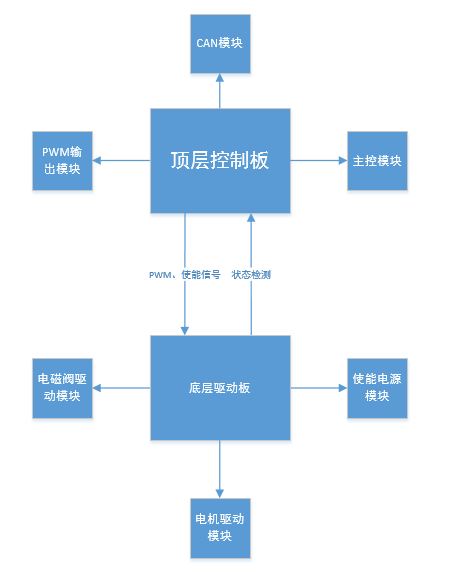 CAN模块
PWM输
出模块
顶层控制板
主控模块
PWM、使能信号
状态检测
电磁阀驱
动模块
底层驱动板
使能电源
模块
电机驱动
模块